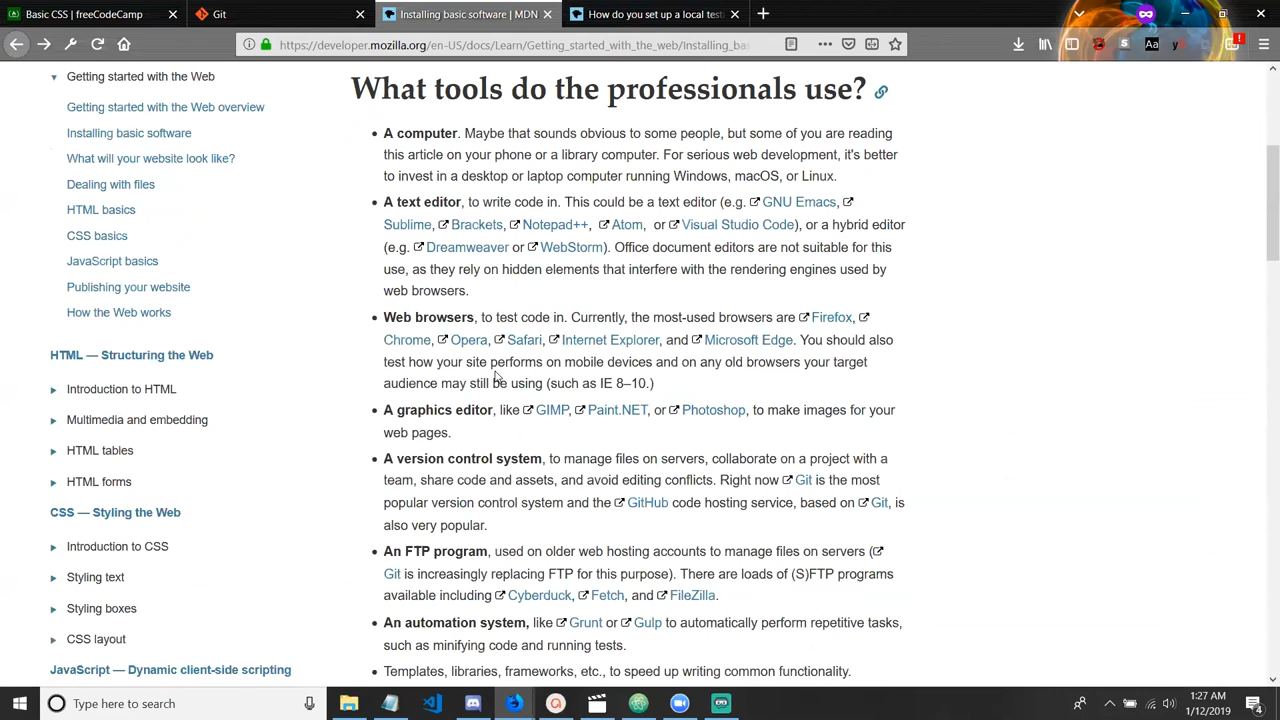 Basic CSS | freeCodeCamp
Git
Installing basic software | MDN
How do you set up a local test
https://developer.mozilla.org/en-US/docs/Learn/Getting_started_with_the_web/Installing_bas
Aa
Getting started with the Web
Getting started with the Web overview
Installing basic software
What will your website look like?
Dealing with files
HTML basics
CSS basics
JavaScript basics
Publishing your website
How the Web works
HTML — Structuring the Web
Introduction to HTML
Multimedia and embedding
HTML tables
HTML forms
CSS — Styling the Web
Introduction to CSS
Styling text
Styling boxes
CSS layout
JavaScript — Dynamic client-side scripting
What tools do the professionals use?
A computer. Maybe that sounds obvious to some people, but some of you are reading
this article on your phone or a library computer. For serious web development, it's better
to invest in a desktop or laptop computer running Windows, macOS, or Linux.
A text editor, to write code in. This could be a text editor (e.g. GNU Emacs,
Sublime, Brackets, Notepad++, Atom, or Visual Studio Code), or a hybrid editor
(e.g. Dreamweaver or WebStorm). Office document editors are not suitable for this
use, as they rely on hidden elements that interfere with the rendering engines used by
web browsers.
Web browsers, to test code in. Currently, the most-used browsers are Firefox,
Chrome, Opera, Safari, Internet Explorer, and Microsoft Edge. You should also
test how your site performs on mobile devices and on any old browsers your target
audience may still be using (such as IE 8–10.)
A graphics editor, like GIMP, Paint.NET, or Photoshop, to make images for your
web pages.
A version control system, to manage files on servers, collaborate on a project with a
team, share code and assets, and avoid editing conflicts. Right now Git is the most
popular version control system and the GitHub code hosting service, based on Git, is
also very popular.
An FTP program, used on older web hosting accounts to manage files on servers (
Git is increasingly replacing FTP for this purpose). There are loads of (S)FTP programs
available including Cyberduck, Fetch, and FileZilla.
An automation system, like Grunt or Gulp to automatically perform repetitive tasks,
such as minifying code and running tests.
Templates, libraries, frameworks, etc., to speed up writing common functionality.
Type here to search
1:27 AM
1/12/2019
4